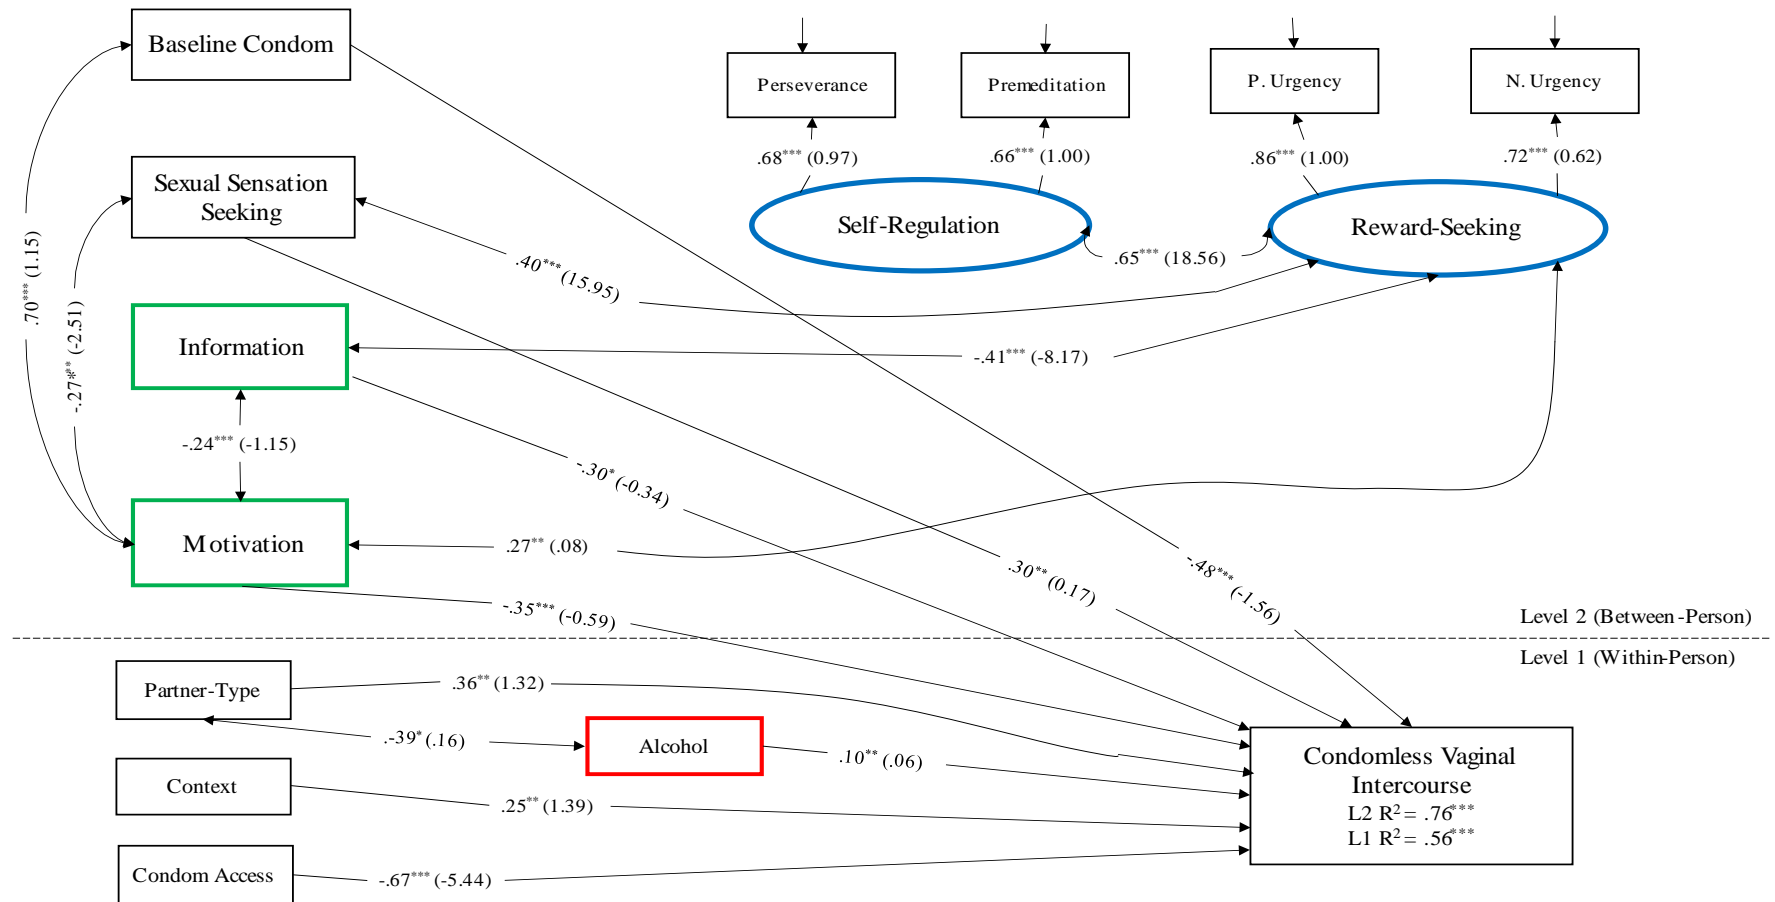 Baseline Condom
Perseverance
Premeditation
P. Urgency
N. Urgency
.68*** (0.97)
.66*** (1.00)
.86*** (1.00)
.72*** (0.62)
Sexual Sensation
Seeking
Self-Regulation
Reward-Seeking
.65*** (18.56)
.40*** (15.95)
.70*** (1.15)
-.27*** (-2.51)
Information
-.41*** (-8.17)
-.24*** (-1.15)
-.30* (-0.34)
Motivation
.27** (.08)
.30** (0.17)
-.48*** (-1.56)
-.35*** (-0.59)
Level 2 (Between-Person)
Level 1 (Within-Person)
Partner-Type
.36** (1.32)
.-39* (.16)
Alcohol
.10** (.06)
Context
.25** (1.39)
Condomless Vaginal
Intercourse
L2 R² = .76***
L1 R² = .56***
Condom Access
-.67*** (-5.44)